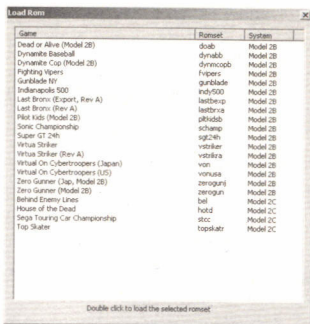 Load Rom
Game Romset System
Dead or Alive (Model 2B) doab Model 2B
Dynamite Baseball dynabb Model 2B
Dynamite Cop (Model 2B) dynmcopb Model 2B
Fighting Vipers fvipers Model 2B
Gunblade NY gunblade Model 2B
Indianapolis 500 indy500 Model 2B
Last Bronx (Export, Rev A) lastbexp Model 2B
Last Bronx (Rev A) lastbrxa Model 2B
Pilot Kids (Model 2B) pltkidsb Model 2B
Sonic Championship schamp Model 2B
Super GT 24h sgt24h Model 2B
Virtua Striker vstriker Model 2B
Virtua Striker (Rev A) vstrikra Model 2B
Virtual On Cybertroopers (Japan) von Model 2B
Virtual On Cybertroopers (US) vonusa Model 2B
Zero Gunner (Jap, Model 2B) zerogunj Model 2B
Zero Gunner (Model 2B) zerogun Model 2B
Behind Enemy Lines bel Model 2C
House of the Dead hotd Model 2C
Sega Touring Car Championship stcc Model 2C
Top Skater topskatr Model 2C
Double click to load the selected romset